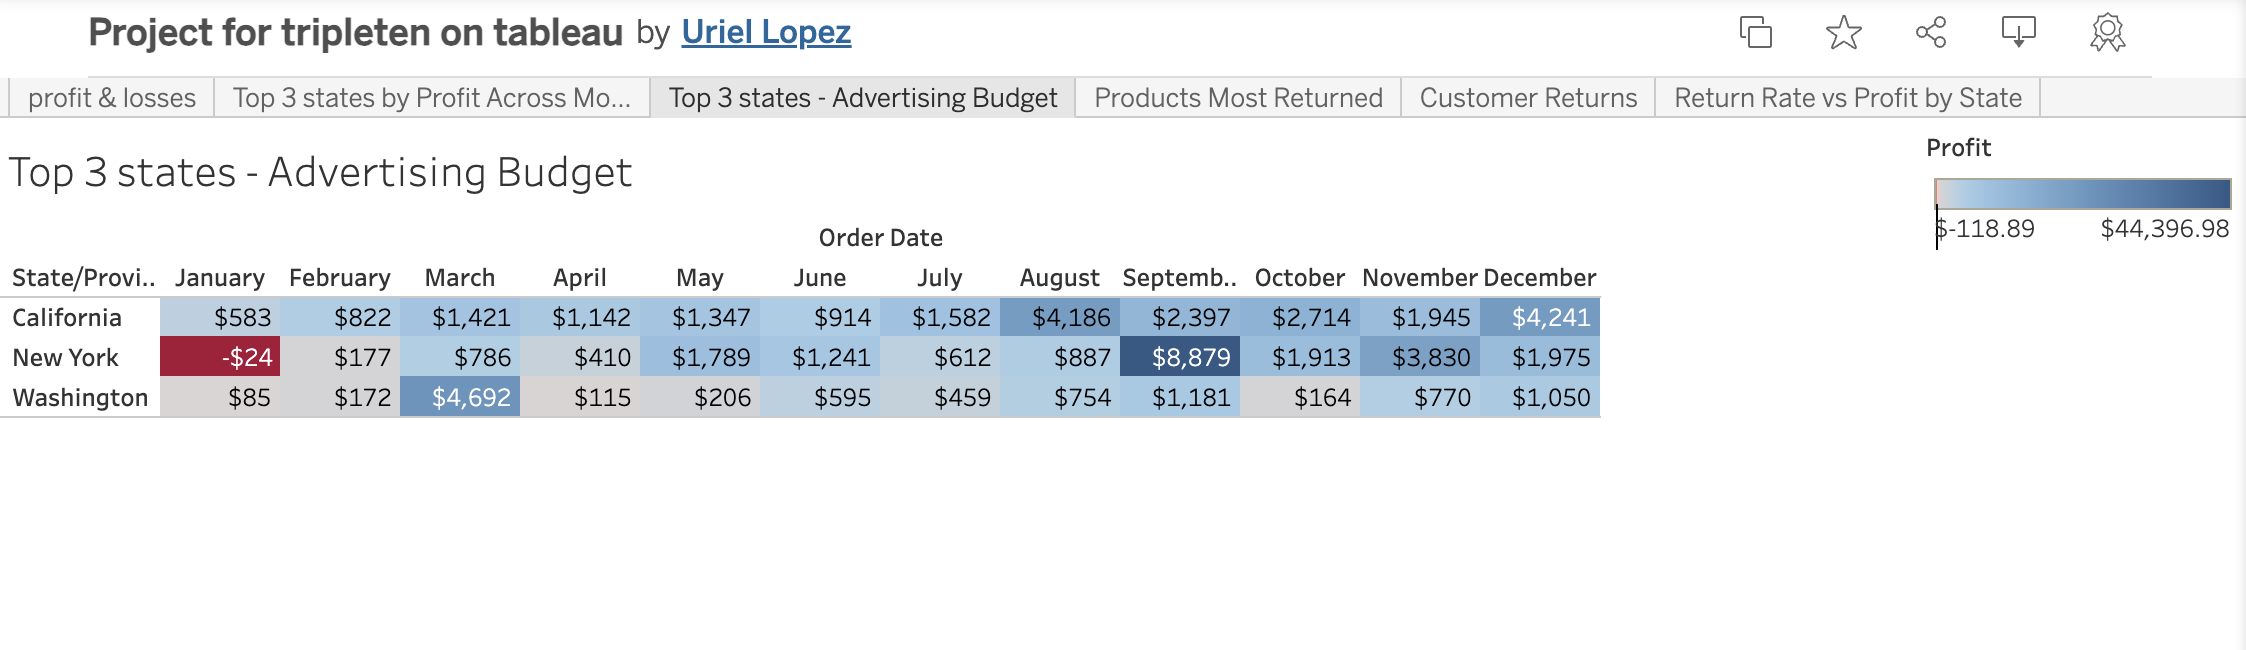 Project for tripleten on tableau by Uriel Lopez
profit & losses Top 3 states by Profit Across Mo... Top 3 states - Advertising Budget Products Most Returned Customer Returns Return Rate vs Profit by State
Profit
$-118.89 $44,396.98
Top 3 states - Advertising Budget
Order Date
State/Provi.. January February March April May June July August Septemb.. October November December
California $583 $822 $1,421 $1,142 $1,347 $914 $1,582 $4,186 $2,397 $2,714 $1,945 $4,241
New York -$24 $177 $786 $410 $1,789 $1,241 $612 $887 $8,879 $1,913 $3,830 $1,975
Washington $85 $172 $4,692 $115 $206 $595 $459 $754 $1,181 $164 $770 $1,050